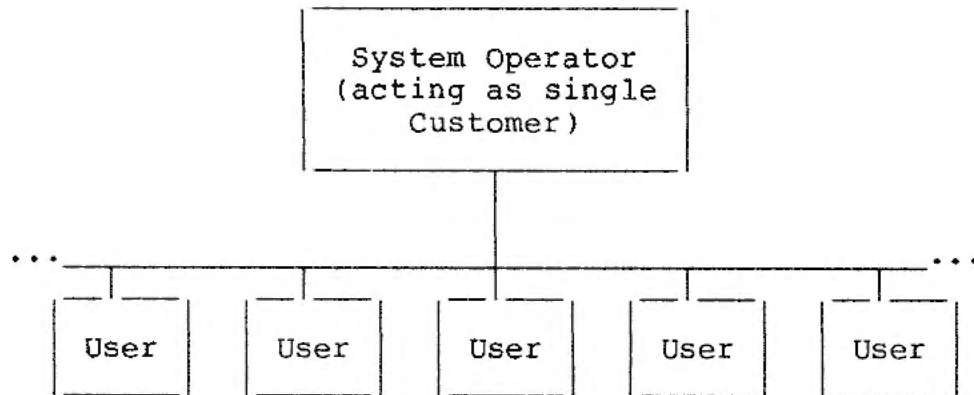 System Operator
(acting as single
Customer)
... ...
User User User User User